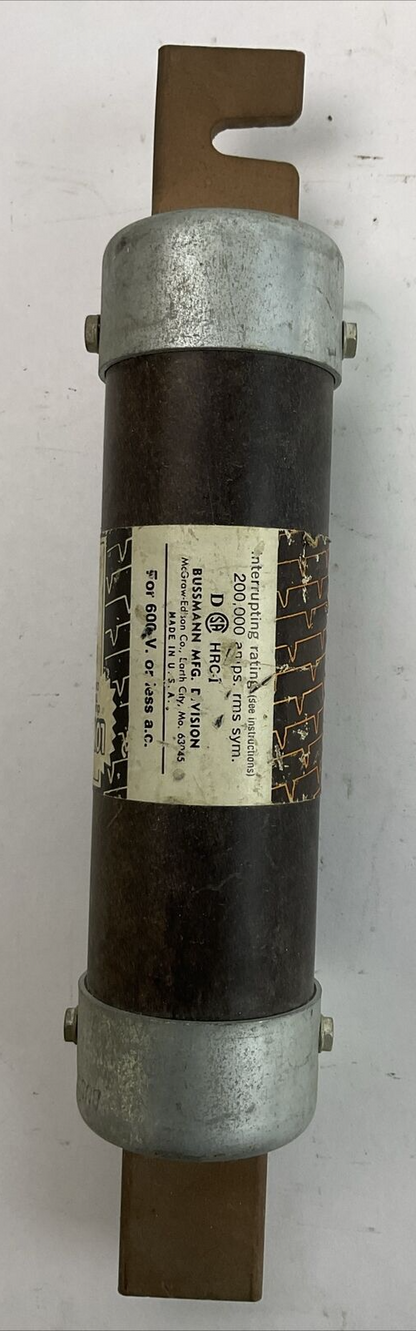 Interrupting rating (see instructions)
200,000 amps. rms sym.
D SA HRC-I
BUSSMANN MFG. DIVISION
McGraw-Edison Co., Earth City, Mo. 63045
MADE IN U.S.A.
For 600 V. or less a.c.